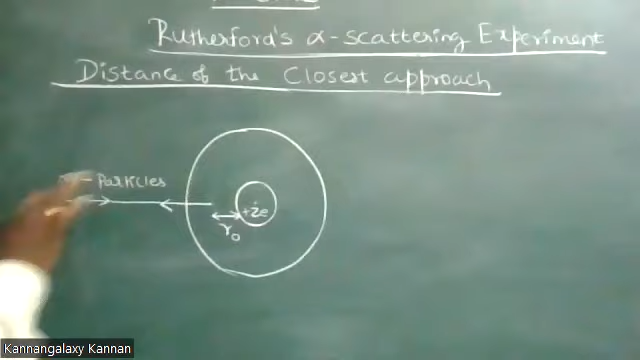 Rutherford's α-scattering Experiment
Distance of the Closest approach
Particles
+Ze
r₀
Kannangalaxy Kannan